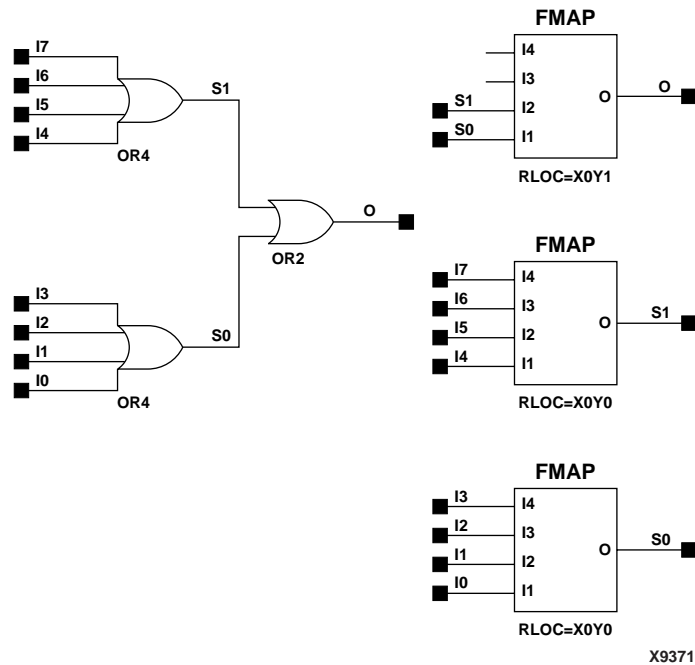 I7
I6
I5
I4
OR4
S1
I3
I2
I1
I0
OR4
S0
OR2
O
FMAP
I4
I3
S1 I2
S0 I1
O O
RLOC=X0Y1
FMAP
I7 I4
I6 I3
I5 I2
I4 I1
O S1
RLOC=X0Y0
FMAP
I3 I4
I2 I3
I1 I2
I0 I1
O S0
RLOC=X0Y0
X9371